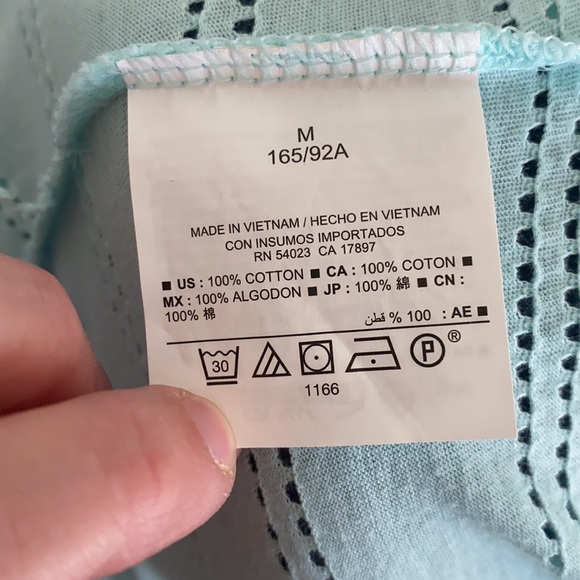 M
165/92A
MADE IN VIETNAM / HECHO EN VIETNAM
CON INSUMOS IMPORTADOS
RN 54023 CA 17897
■ US : 100% COTTON ■ CA : 100% COTON ■
MX : 100% ALGODON ■ JP : 100% 綿 ■ CN :
100% 棉
■ AE : 100 % قطن
30 P ®
1166